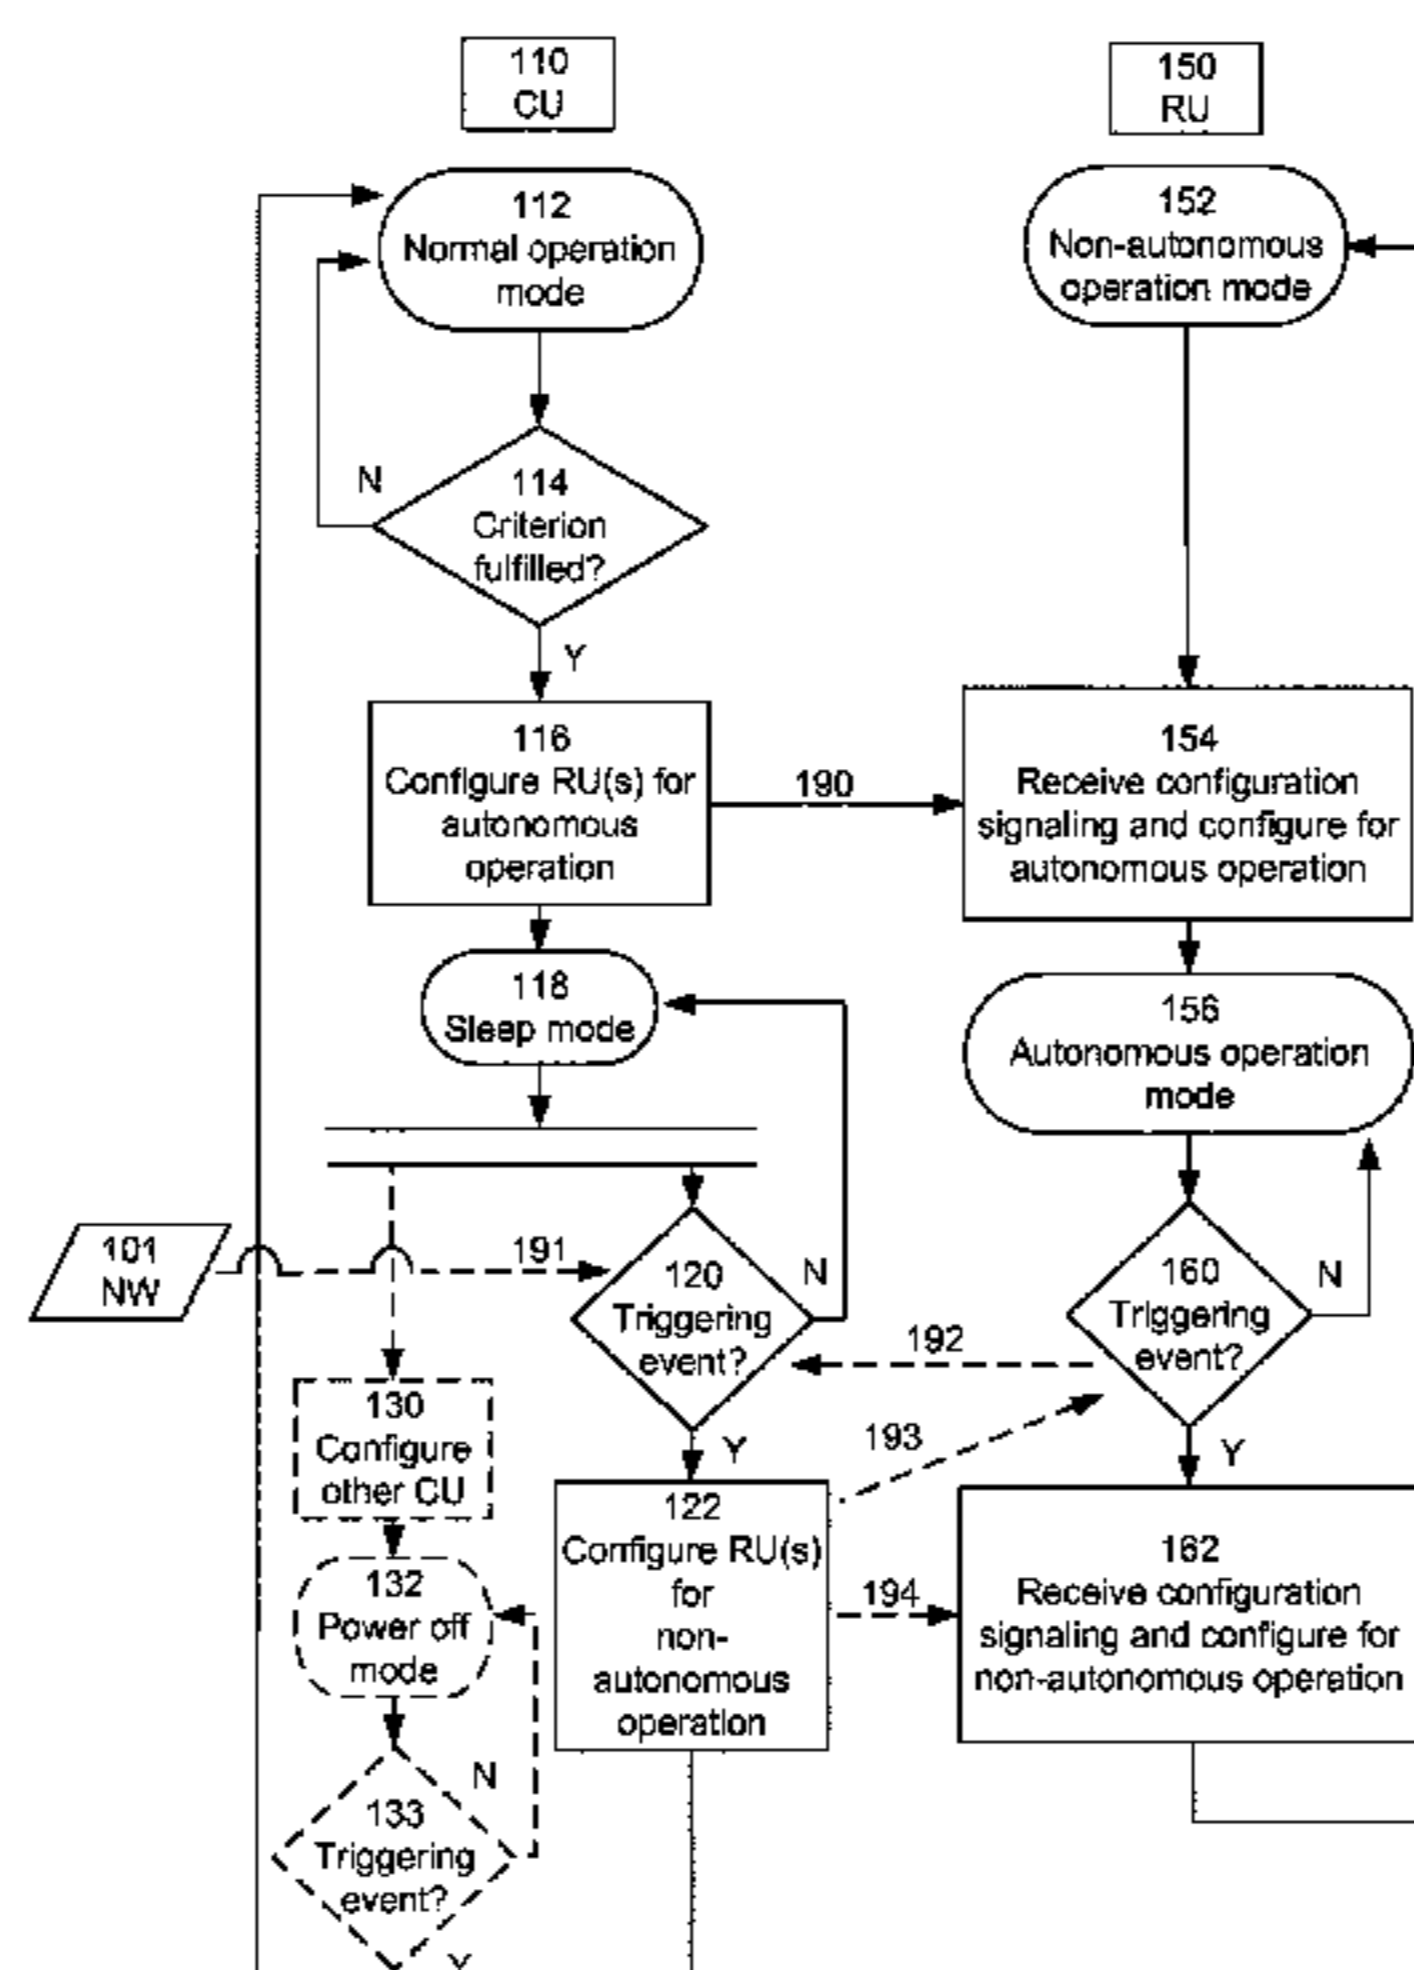 110
CU
150
RU
112
Normal operation
mode
152
Non-autonomous
operation mode
N
114
Criterion
fulfilled?
Y
116
Configure RU(s) for
autonomous
operation
190
154
Receive configuration
signaling and configure for
autonomous operation
118
Sleep mode
156
Autonomous operation
mode
101
NW
191
120
Triggering
event?
N
160
Triggering
event?
N
192
130
Configure
other CU
Y
193
Y
122
Configure RU(s)
for
non-
autonomous
operation
194
162
Receive configuration
signaling and configure for
non-autonomous operation
132
Power off
mode
N
133
Triggering
event?
Y